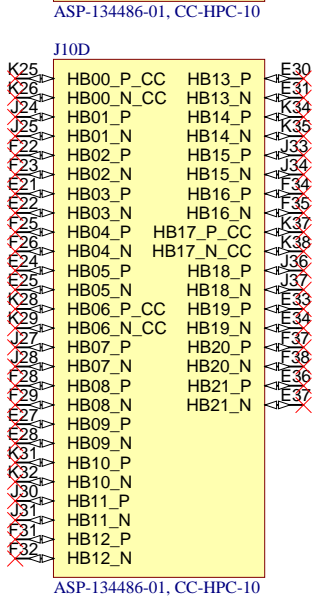 ASP-134486-01, CC-HPC-10
J10D
K25 HB00_P_CC HB13_P E30
K26 HB00_N_CC HB13_N E31
J24 HB01_P HB14_P K34
J25 HB01_N HB14_N K35
F22 HB02_P HB15_P J33
F23 HB02_N HB15_N J34
E21 HB03_P HB16_P F34
E22 HB03_N HB16_N F35
F25 HB04_P HB17_P_CC K37
F26 HB04_N HB17_N_CC K38
E24 HB05_P HB18_P J36
E25 HB05_N HB18_N J37
K28 HB06_P_CC HB19_P E33
K29 HB06_N_CC HB19_N E34
J27 HB07_P HB20_P F37
J28 HB07_N HB20_N F38
F28 HB08_P HB21_P E36
F29 HB08_N HB21_N E37
E27 HB09_P
E28 HB09_N
K31 HB10_P
K32 HB10_N
J30 HB11_P
J31 HB11_N
F31 HB12_P
F32 HB12_N
ASP-134486-01, CC-HPC-10